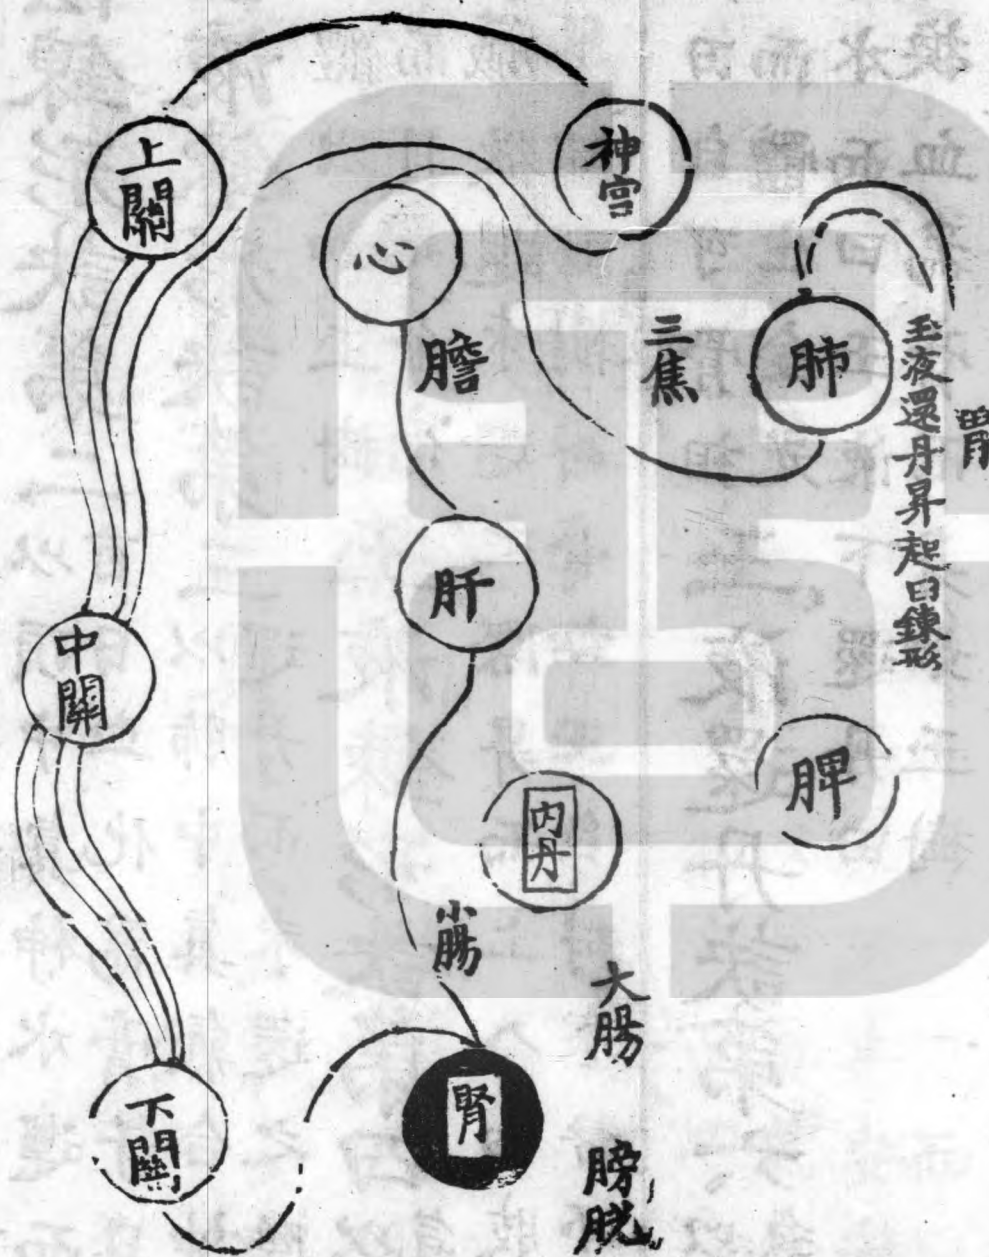 神宮
上關
心
膽
三焦
肺
胃
玉液還丹昇起曰鍊形
肝
中關
脾
內丹
小腸
大腸
腎
下關
膀胱